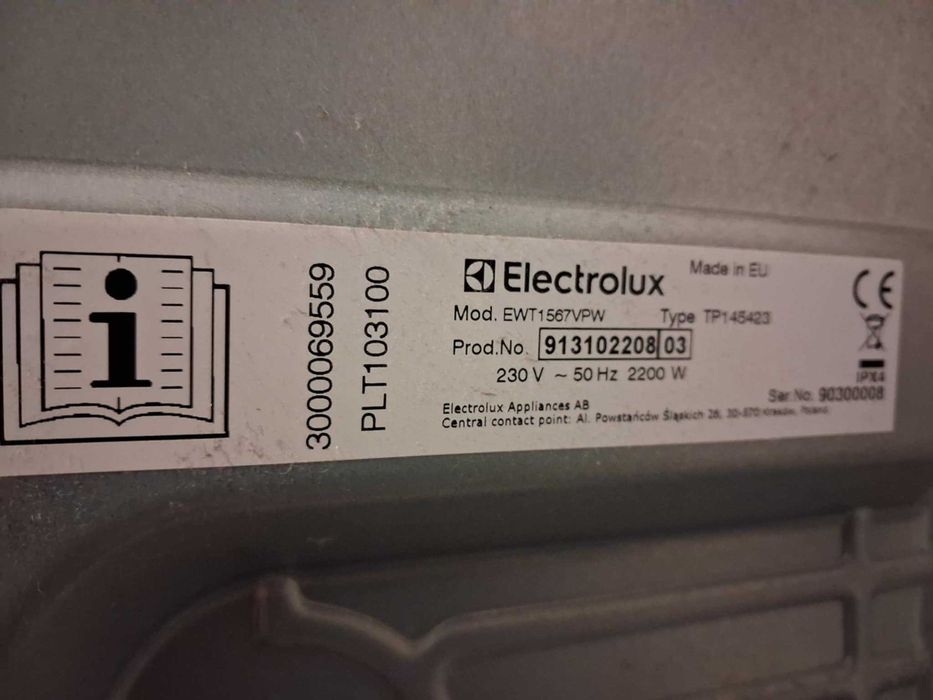 3000069559
PLT103100
Electrolux
Made in EU
Mod. EWT1567VPW Type TP145423
Prod.No. 913102208 03
230 V ~ 50 Hz 2200 W
IPX4
Ser.No. 90300008
Electrolux Appliances AB
Central contact point: Al. Powstańców Śląskich 26, 30-570 Kraków, Poland
CE